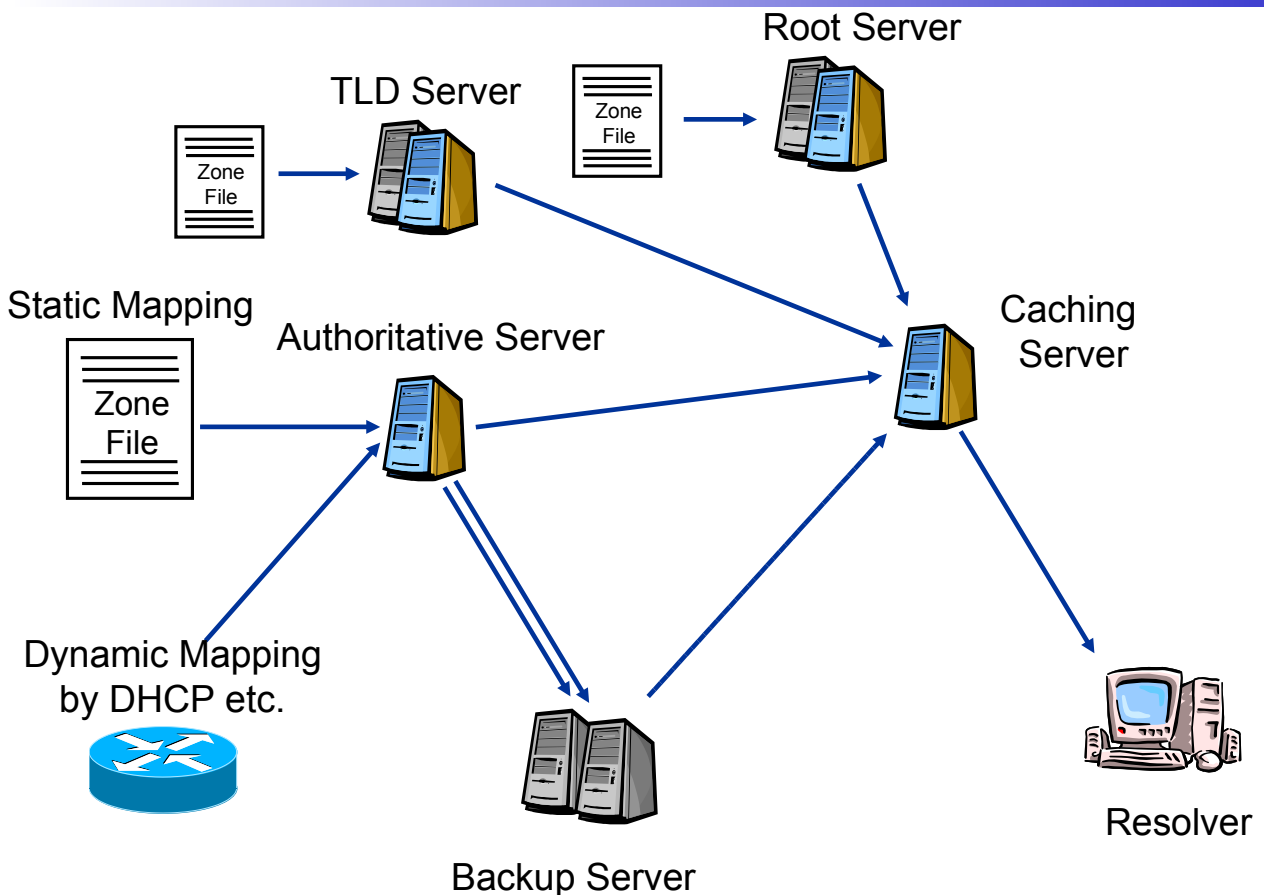 Root Server
TLD Server
Zone
File
Zone
File
Static Mapping
Authoritative Server
Caching
Server
Zone
File
Dynamic Mapping
by DHCP etc.
Resolver
Backup Server